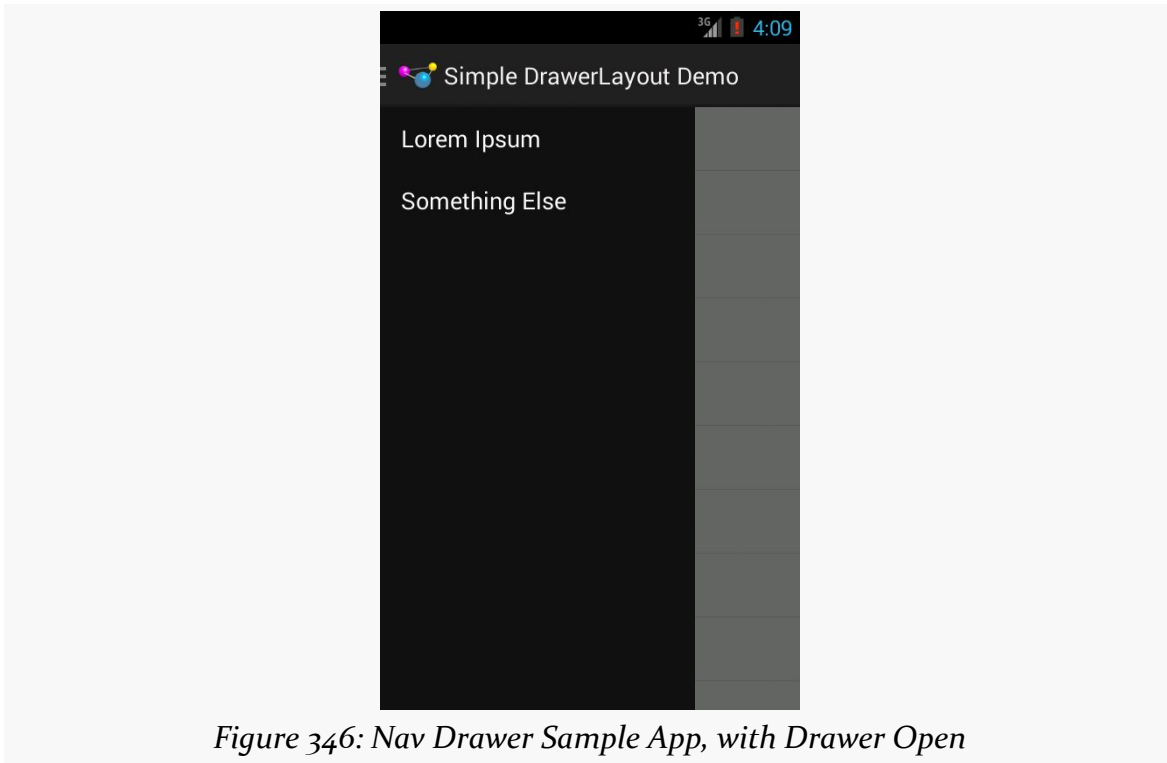 3G 4:09
Simple DrawerLayout Demo
Lorem Ipsum
Something Else
Figure 346: Nav Drawer Sample App, with Drawer Open